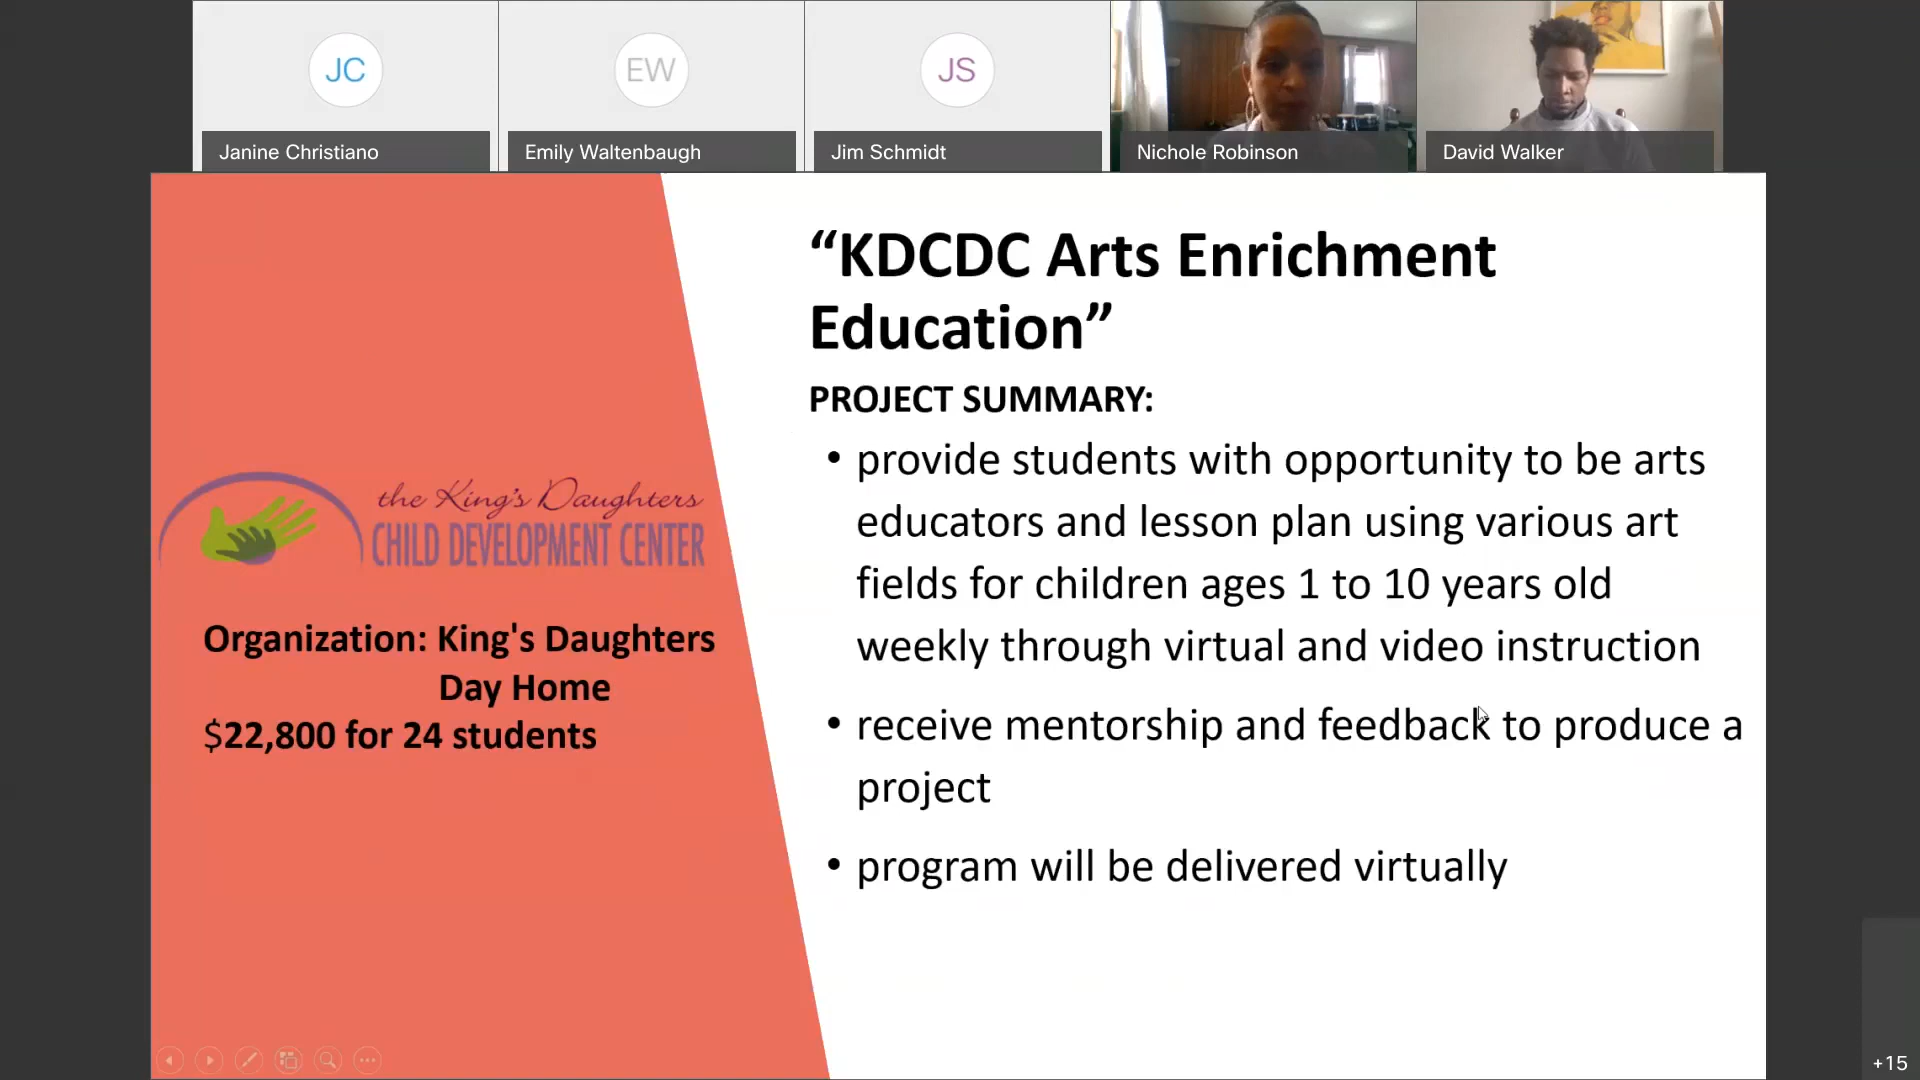 JC
EW
JS
Janine Christiano
Emily Waltenbaugh
Jim Schmidt
Nichole Robinson
David Walker
“KDCDC Arts Enrichment
Education”
PROJECT SUMMARY:
• provide students with opportunity to be arts
educators and lesson plan using various art
fields for children ages 1 to 10 years old
weekly through virtual and video instruction
• receive mentorship and feedback to produce a
project
• program will be delivered virtually
the King's Daughters
CHILD DEVELOPMENT CENTER
Organization: King's Daughters
Day Home
$22,800 for 24 students
+15